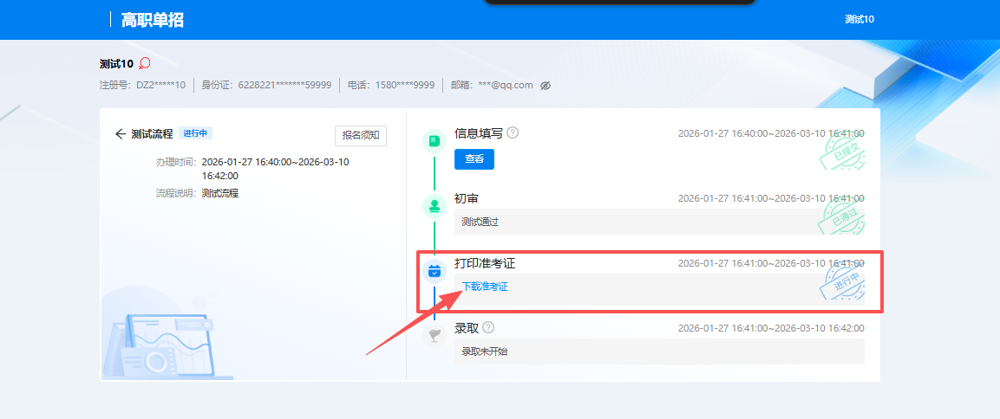 高职单招
测试10
测试10
注册号： DZ2*****10 身份证： 6228221*******59999 电话： 1580****9999 邮箱： ***@qq.com
测试流程 进行中 报名须知
办理时间： 2026-01-27 16:40:00~2026-03-10
16:42:00
流程说明： 测试流程
信息填写 2026-01-27 16:40:00~2026-03-10 16:41:00
已提交
查看
初审 2026-01-27 16:41:00~2026-03-10 16:41:00
测试通过
已通过
打印准考证 2026-01-27 16:41:00~2026-03-10 16:41:00
下载准考证
进行中
录取 2026-01-27 16:41:00~2026-03-10 16:42:00
录取未开始